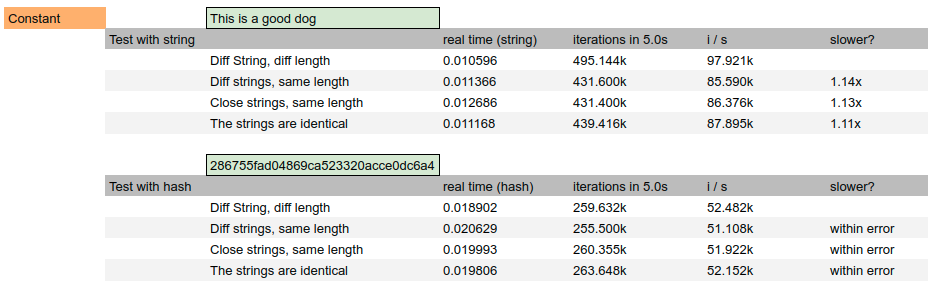 Constant This is a good dog
Test with string real time (string) iterations in 5.0s i / s slower?
Diff String, diff length 0.010596 495.144k 97.921k
Diff strings, same length 0.011366 431.600k 85.590k 1.14x
Close strings, same length 0.012686 431.400k 86.376k 1.13x
The strings are identical 0.011168 439.416k 87.895k 1.11x
286755fad04869ca523320acce0dc6a4
Test with hash real time (hash) iterations in 5.0s i / s slower?
Diff String, diff length 0.018902 259.632k 52.482k
Diff strings, same length 0.020629 255.500k 51.108k within error
Close strings, same length 0.019993 260.355k 51.922k within error
The strings are identical 0.019806 263.648k 52.152k within error